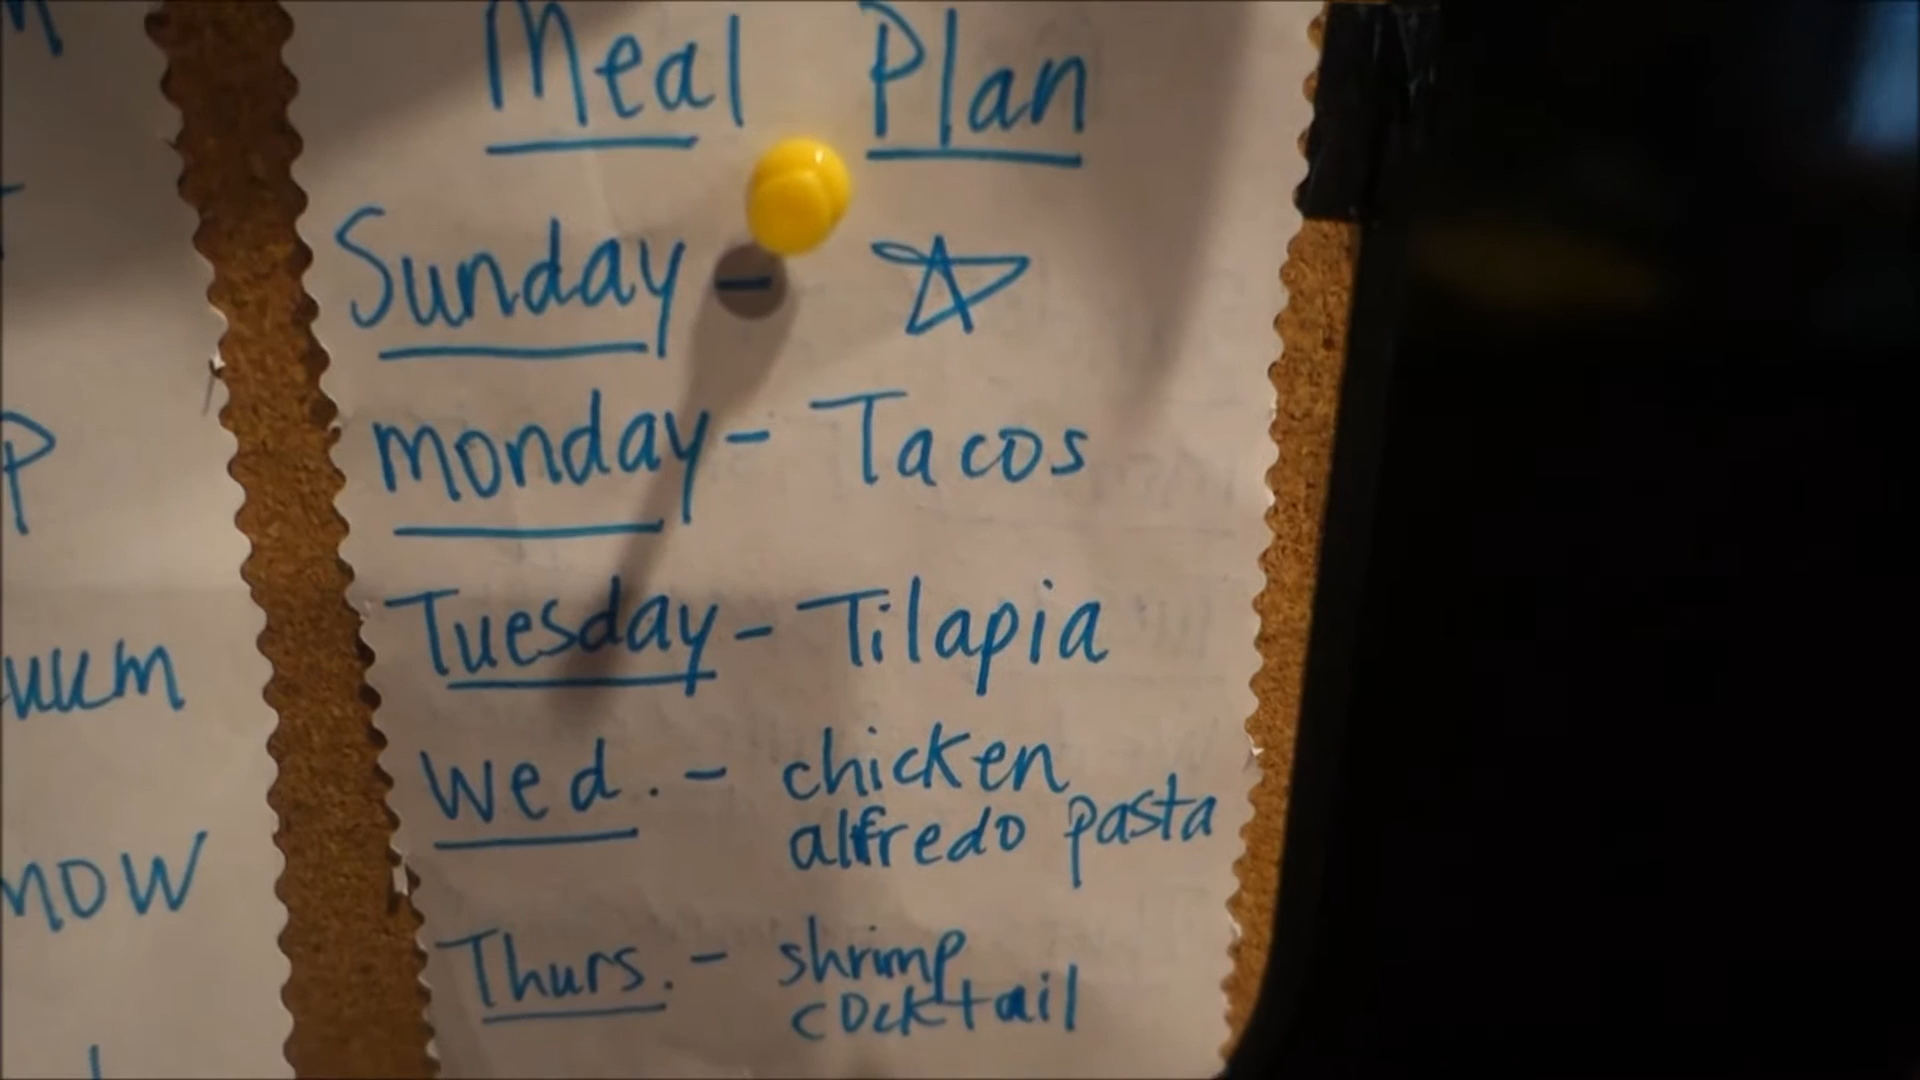 Meal Plan
Sunday -
monday - Tacos
Tuesday - Tilapia
Wed. - chicken
alfredo pasta
Thurs. - shrimp
cocktail